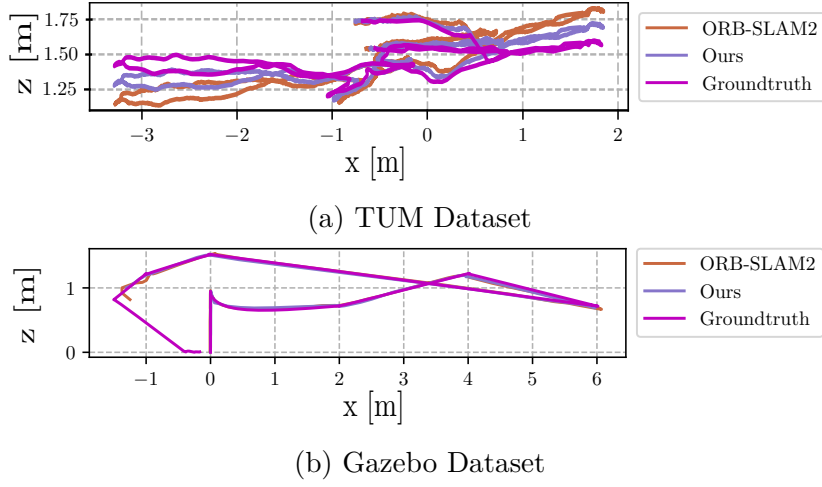 1.75
1.50
1.25
z [m]
−3 −2 −1 0 1 2
x [m]
ORB-SLAM2
Ours
Groundtruth
(a) TUM Dataset
1
0
z [m]
−1 0 1 2 3 4 5 6
x [m]
ORB-SLAM2
Ours
Groundtruth
(b) Gazebo Dataset